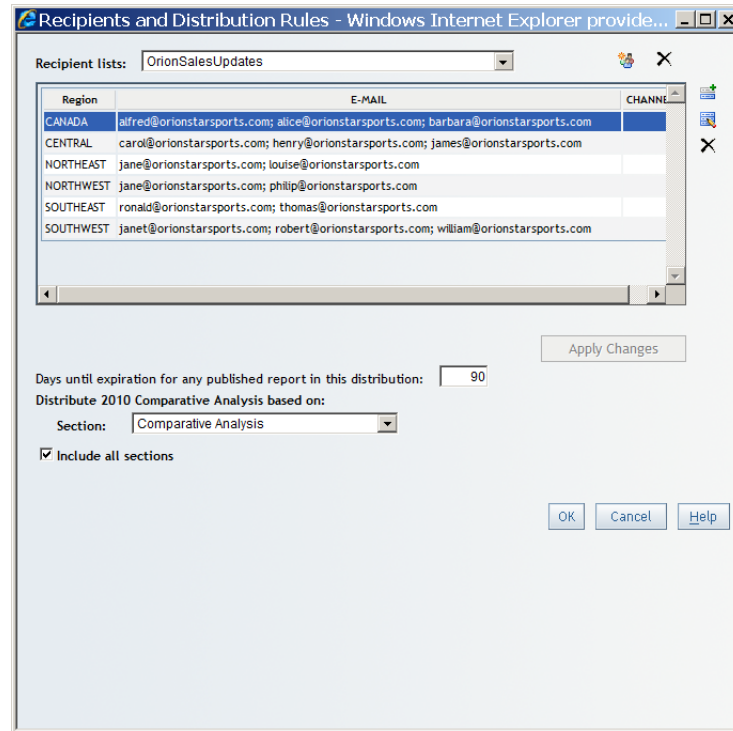 Recipients and Distribution Rules - Windows Internet Explorer provide...
Recipient lists: OrionSalesUpdates
Region E-MAIL CHANNE
CANADA alfred@orionstarsports.com; alice@orionstarsports.com; barbara@orionstarsports.com
CENTRAL carol@orionstarsports.com; henry@orionstarsports.com; james@orionstarsports.com
NORTHEAST jane@orionstarsports.com; louise@orionstarsports.com
NORTHWEST jane@orionstarsports.com; philip@orionstarsports.com
SOUTHEAST ronald@orionstarsports.com; thomas@orionstarsports.com
SOUTHWEST janet@orionstarsports.com; robert@orionstarsports.com; william@orionstarsports.com
Apply Changes
Days until expiration for any published report in this distribution: 90
Distribute 2010 Comparative Analysis based on:
Section: Comparative Analysis
Include all sections
OK Cancel Help